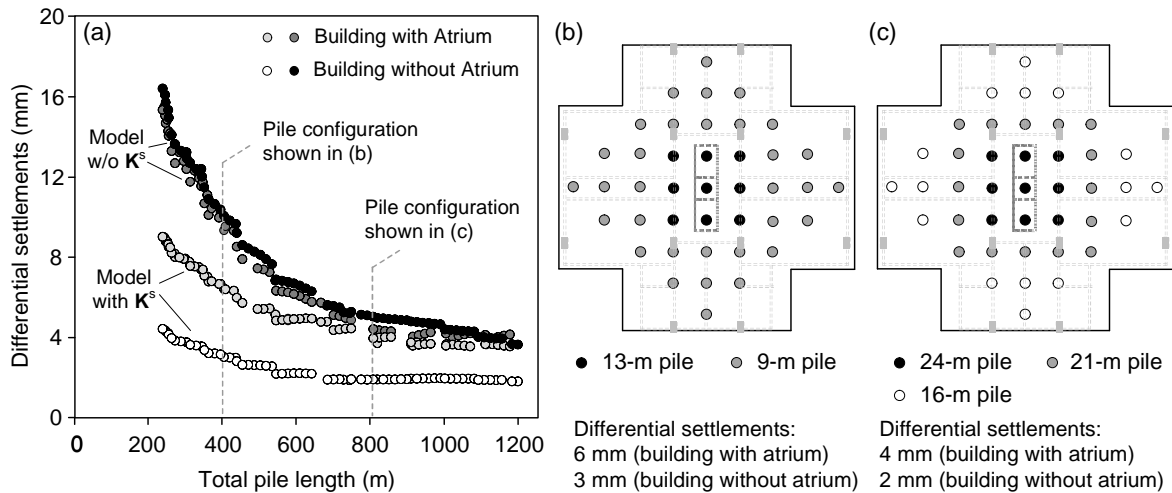 (a)
Building with Atrium
Building without Atrium
Differential settlements (mm)
20
16
12
8
4
0
Model
w/o Kˢ
Pile configuration
shown in (b)
Pile configuration
shown in (c)
Model
with Kˢ
0 200 400 600 800 1000 1200
Total pile length (m)
(b)
13-m pile 9-m pile
Differential settlements:
6 mm (building with atrium)
3 mm (building without atrium)
(c)
24-m pile 21-m pile
16-m pile
Differential settlements:
4 mm (building with atrium)
2 mm (building without atrium)